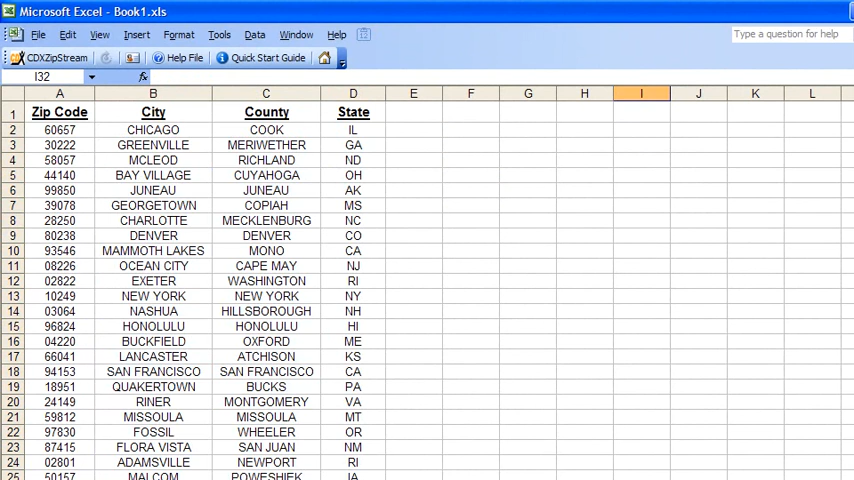 Microsoft Excel - Book1.xls
File Edit View Insert Format Tools Data Window Help Type a question for help
CDXZipStream Help File Quick Start Guide
I32 fx
A B C D E F G H I J K L
1 Zip Code City County State
2 60657 CHICAGO COOK IL
3 30222 GREENVILLE MERIWETHER GA
4 58057 MCLEOD RICHLAND ND
5 44140 BAY VILLAGE CUYAHOGA OH
6 99850 JUNEAU JUNEAU AK
7 39078 GEORGETOWN COPIAH MS
8 28250 CHARLOTTE MECKLENBURG NC
9 80238 DENVER DENVER CO
10 93546 MAMMOTH LAKES MONO CA
11 08226 OCEAN CITY CAPE MAY NJ
12 02822 EXETER WASHINGTON RI
13 10249 NEW YORK NEW YORK NY
14 03064 NASHUA HILLSBOROUGH NH
15 96824 HONOLULU HONOLULU HI
16 04220 BUCKFIELD OXFORD ME
17 66041 LANCASTER ATCHISON KS
18 94153 SAN FRANCISCO SAN FRANCISCO CA
19 18951 QUAKERTOWN BUCKS PA
20 24149 RINER MONTGOMERY VA
21 59812 MISSOULA MISSOULA MT
22 97830 FOSSIL WHEELER OR
23 87415 FLORA VISTA SAN JUAN NM
24 02801 ADAMSVILLE NEWPORT RI
25 50157 MALCOM POWESHIEK IA